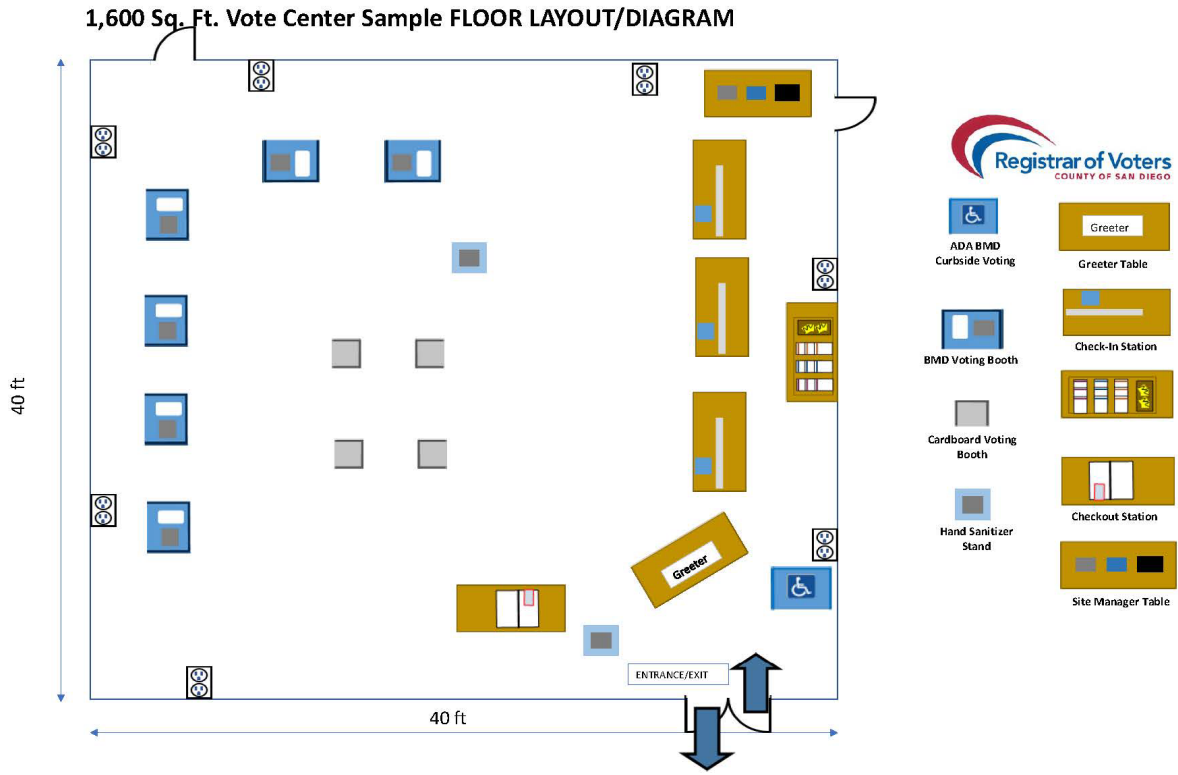 1,600 Sq. Ft. Vote Center Sample FLOOR LAYOUT/DIAGRAM
Registrar of Voters
COUNTY OF SAN DIEGO
Greeter
ADA BMD
Curbside Voting
Greeter Table
BMD Voting Booth
Check-In Station
Cardboard Voting
Booth
Checkout Station
Hand Sanitizer
Stand
Site Manager Table
40 ft
Greeter
ENTRANCE/EXIT
40 ft